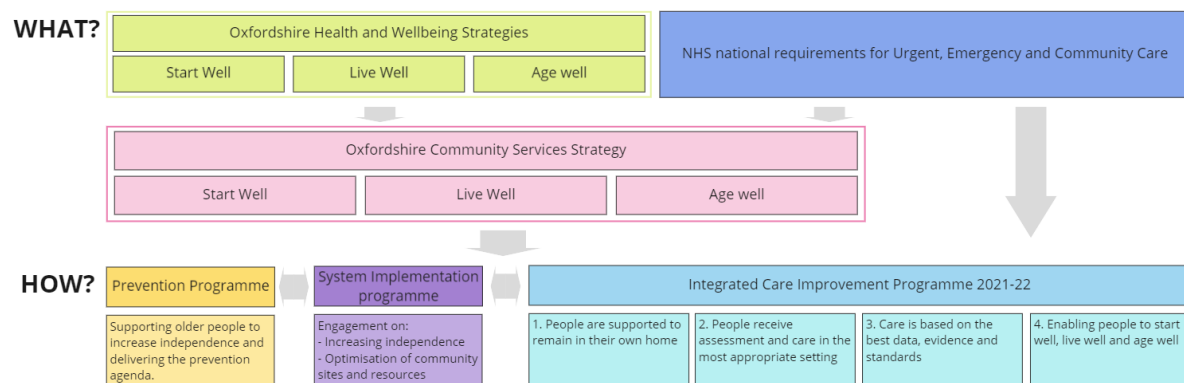 WHAT?
Oxfordshire Health and Wellbeing Strategies
Start Well
Live Well
Age well
NHS national requirements for Urgent, Emergency and Community Care
Oxfordshire Community Services Strategy
Start Well
Live Well
Age well
HOW?
Prevention Programme
System Implementation
programme
Integrated Care Improvement Programme 2021-22
Supporting older people to
increase independence and
delivering the prevention
agenda.
Engagement on:
- Increasing independence
- Optimisation of community
sites and resources
1. People are supported to
remain in their own home
2. People receive
assessment and care in the
most appropriate setting
3. Care is based on the
best data, evidence and
standards
4. Enabling people to start
well, live well and age well